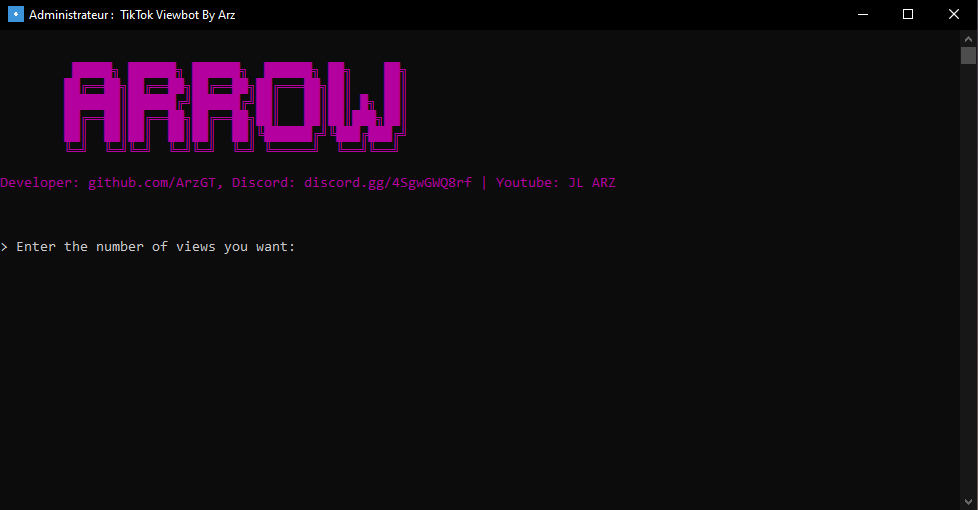 Administrateur : TikTok Viewbot By Arz
ARROW
Developer: github.com/ArzGT, Discord: discord.gg/4SgwGWQ8rf | Youtube: JL ARZ
> Enter the number of views you want: